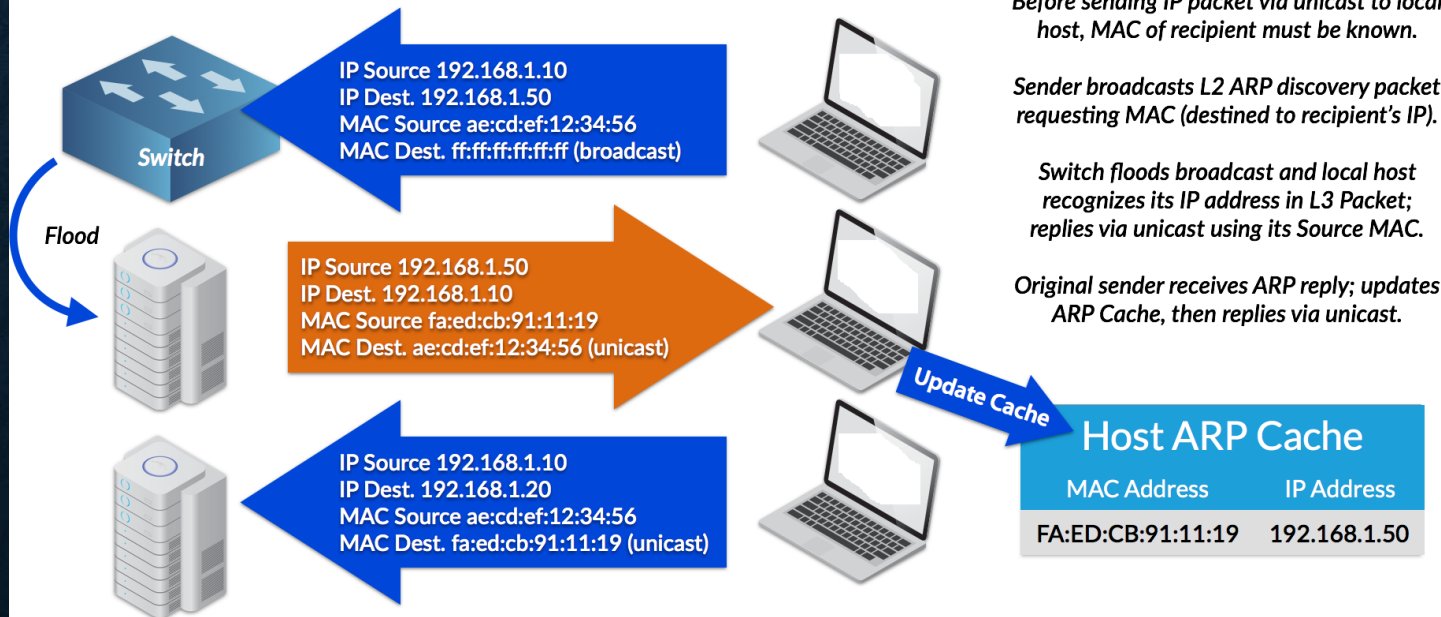 Before sending IP packet via unicast to local
host, MAC of recipient must be known.
Sender broadcasts L2 ARP discovery packet
requesting MAC (destined to recipient's IP).
Switch floods broadcast and local host
recognizes its IP address in L3 Packet;
replies via unicast using its Source MAC.
Original sender receives ARP reply; updates
ARP Cache, then replies via unicast.
IP Source 192.168.1.10
IP Dest. 192.168.1.50
MAC Source ae:cd:ef:12:34:56
MAC Dest. ff:ff:ff:ff:ff:ff (broadcast)
Switch
Flood
IP Source 192.168.1.50
IP Dest. 192.168.1.10
MAC Source fa:ed:cb:91:11:19
MAC Dest. ae:cd:ef:12:34:56 (unicast)
Update Cache
IP Source 192.168.1.10
IP Dest. 192.168.1.20
MAC Source ae:cd:ef:12:34:56
MAC Dest. fa:ed:cb:91:11:19 (unicast)
Host ARP Cache
MAC Address IP Address
FA:ED:CB:91:11:19 192.168.1.50